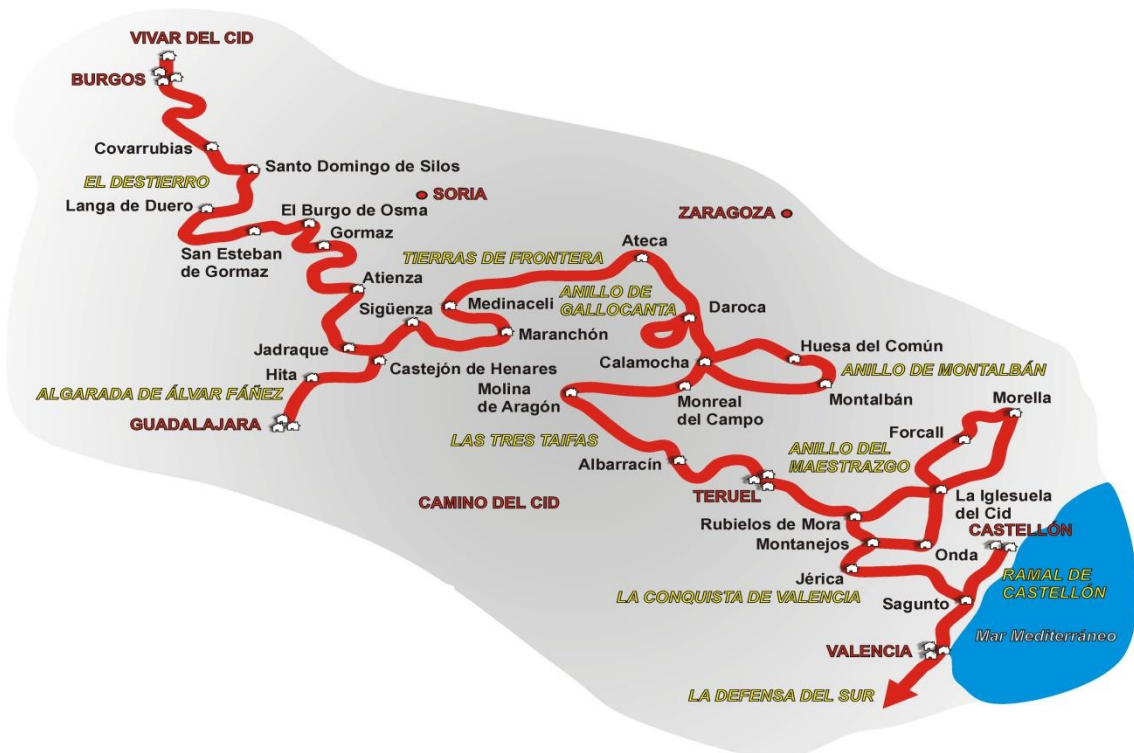 VIVAR DEL CID
BURGOS
Covarrubias
Santo Domingo de Silos
EL DESTIERRO
SORIA
Langa de Duero
El Burgo de Osma
ZARAGOZA
Gormaz
San Esteban
de Gormaz
Ateca
TIERRAS DE FRONTERA
Atienza
ANILLO DE
GALLOCANTA
Sigüenza
Medinaceli
Daroca
Maranchón
Jadraque
Huesa del Común
Calamocha
Castejón de Henares
ANILLO DE MONTALBÁN
Hita
Molina
de Aragón
Monreal
del Campo
Montalbán
ALGARADA DE ÁLVAR FÁÑEZ
Morella
GUADALAJARA
LAS TRES TAIFAS
Forcall
ANILLO DEL
MAESTRAZGO
Albarracín
CAMINO DEL CID
TERUEL
La Iglesuela
del Cid
Rubielos de Mora
CASTELLÓN
Montanejos
Onda
Jérica
RAMAL DE
CASTELLÓN
LA CONQUISTA DE VALENCIA
Sagunto
Mar Mediterráneo
VALENCIA
LA DEFENSA DEL SUR